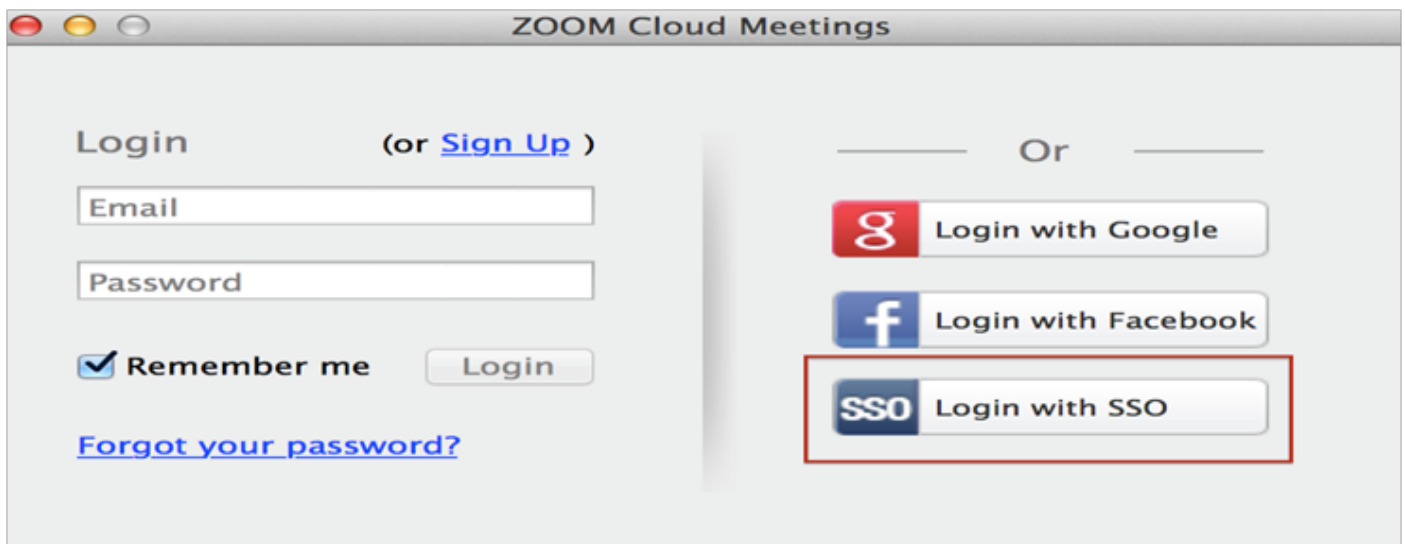 ZOOM Cloud Meetings
Login (or Sign Up )
Email
Password
Remember me Login
Forgot your password?
Or
g Login with Google
f Login with Facebook
SSO Login with SSO